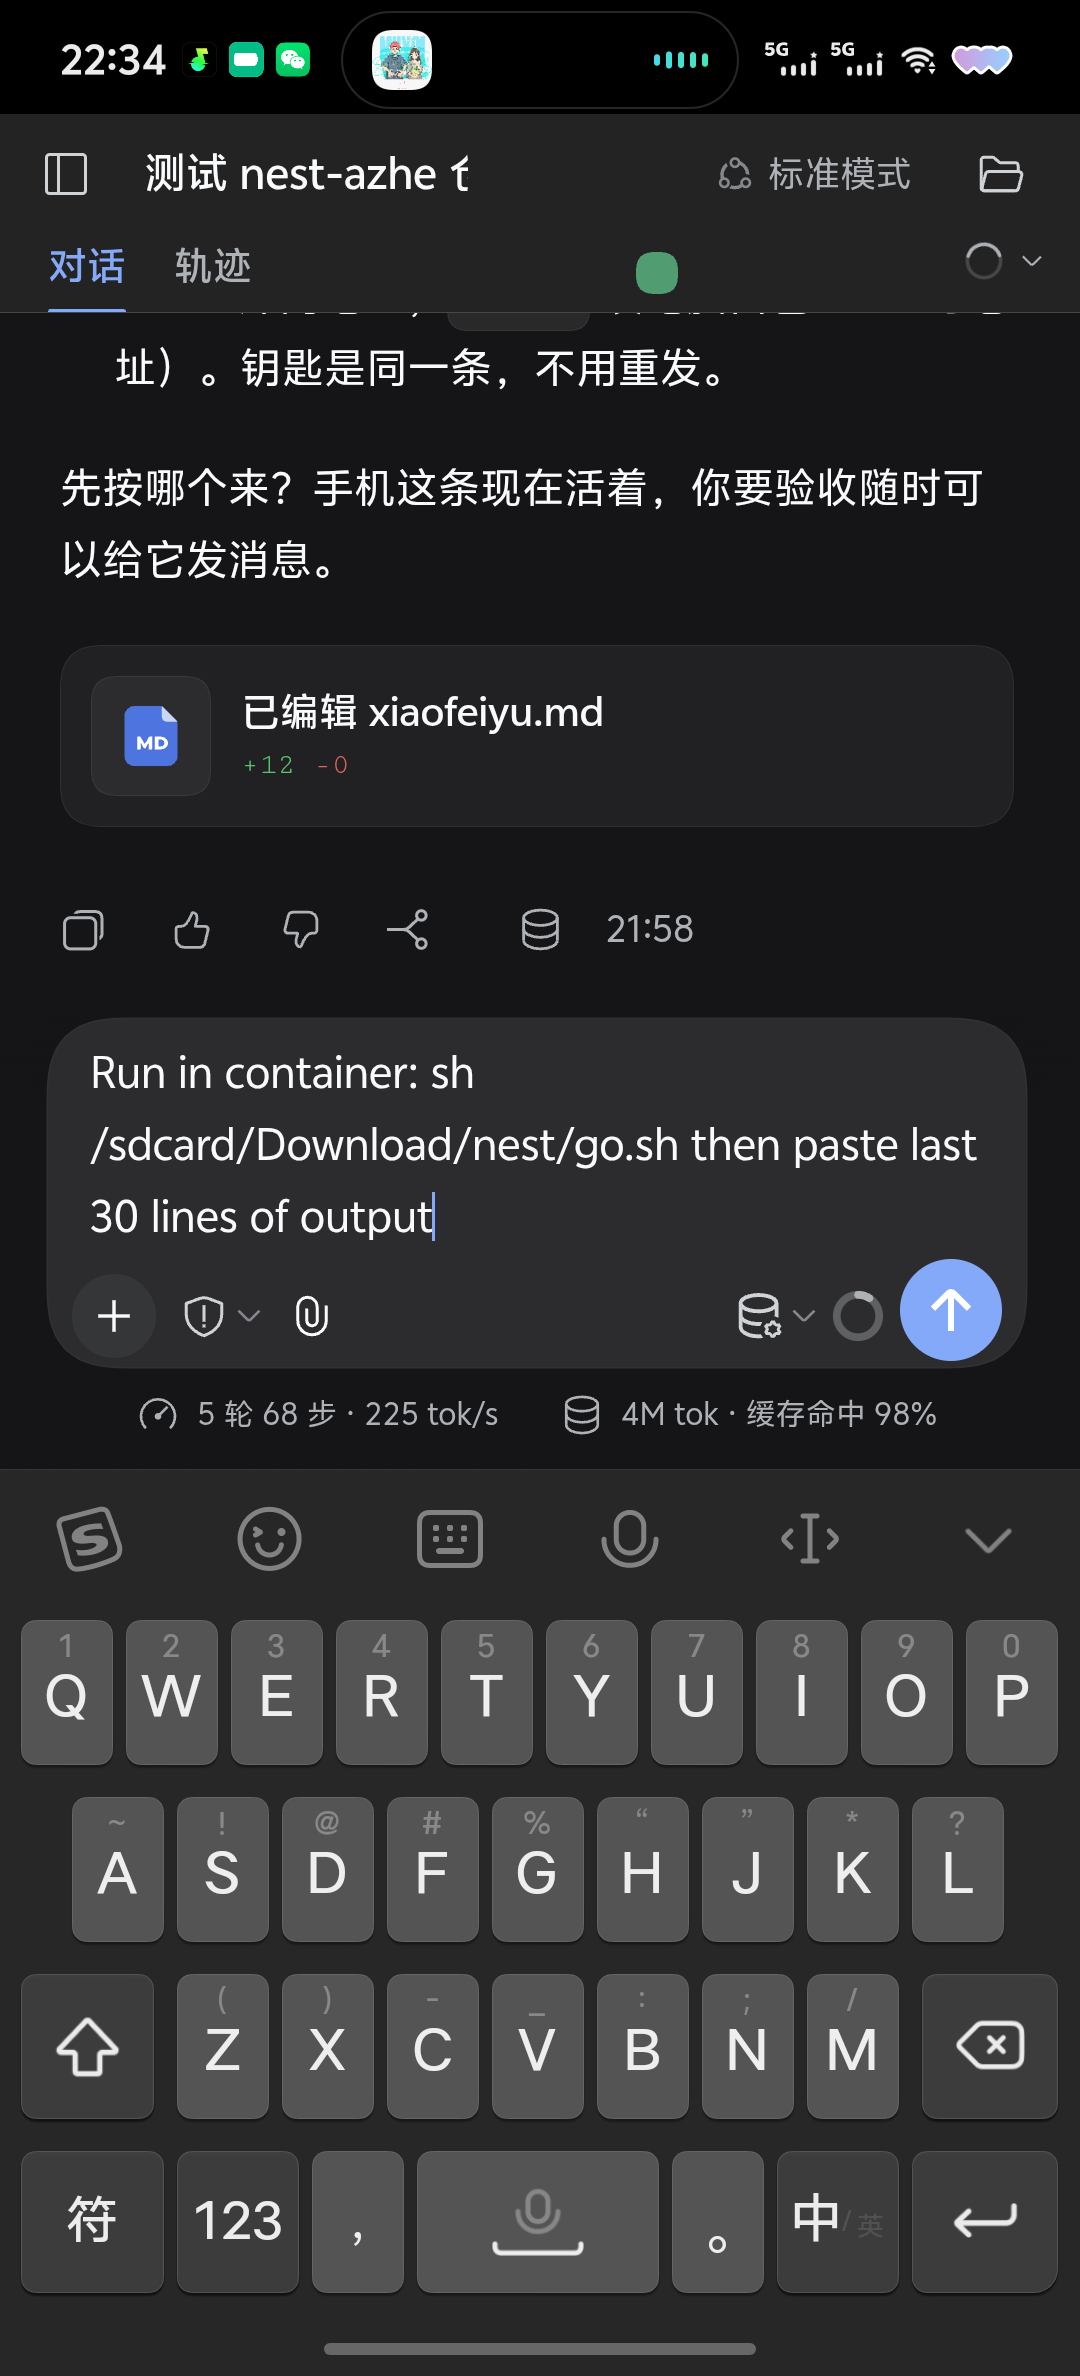 22:34
5G 5G
测试 nest-azhe
标准模式
对话 轨迹
址）。钥匙是同一条，不用重发。
先按哪个来？手机这条现在活着，你要验收随时可
以给它发消息。
MD
已编辑 xiaofeiyu.md
+12 -0
21:58
Run in container: sh
/sdcard/Download/nest/go.sh then paste last
30 lines of output
5 轮 68 步 · 225 tok/s
4M tok · 缓存命中 98%
1 2 3 4 5 6 7 8 9 0
Q W E R T Y U I O P
~ ! @ # % “ ” * ?
A S D F G H J K L
( ) - _ : ; /
Z X C V B N M
符 123 , 。 中/英